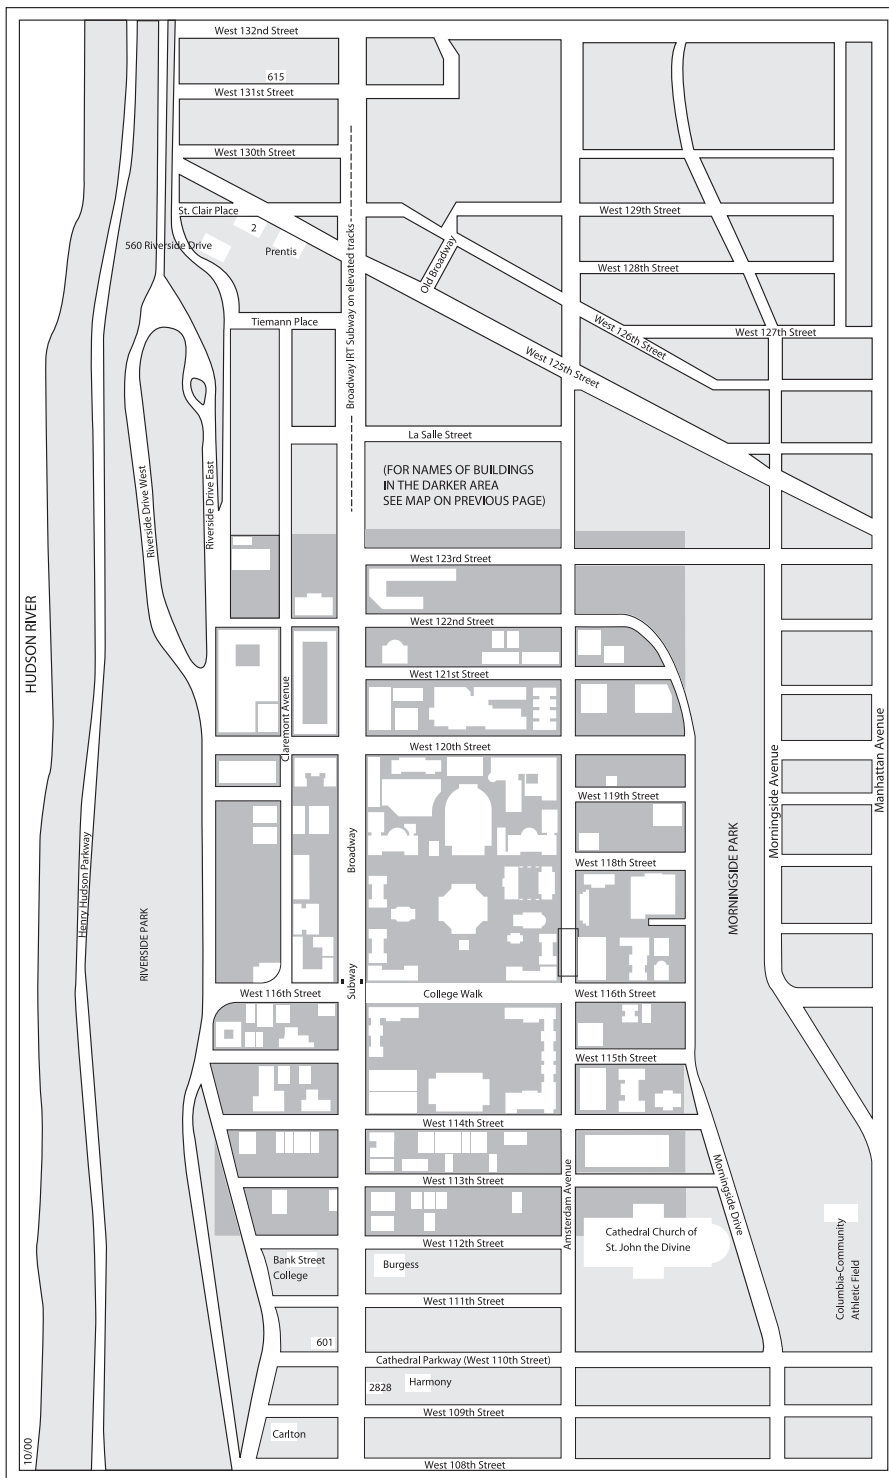 West 132nd Street
615
West 131st Street
West 130th Street
St. Clair Place
West 129th Street
2
560 Riverside Drive
Prentis
Old Broadway
West 128th Street
Broadway IRT Subway on elevated tracks
Tiemann Place
West 126th Street
West 127th Street
West 125th Street
La Salle Street
(FOR NAMES OF BUILDINGS
IN THE DARKER AREA
SEE MAP ON PREVIOUS PAGE)
Riverside Drive West
Riverside Drive East
West 123rd Street
West 122nd Street
HUDSON RIVER
West 121st Street
Claremont Avenue
West 120th Street
Morningside Avenue
Manhattan Avenue
West 119th Street
Broadway
MORNINGSIDE PARK
West 118th Street
Henry Hudson Parkway
RIVERSIDE PARK
Subway
West 116th Street
College Walk
West 116th Street
West 115th Street
West 114th Street
West 113th Street
Amsterdam Avenue
Morningside Drive
West 112th Street
Cathedral Church of
St. John the Divine
Columbia-Community
Athletic Field
Bank Street
College
Burgess
West 111th Street
601
Cathedral Parkway (West 110th Street)
2828
Harmony
West 109th Street
Carlton
10/00
West 108th Street